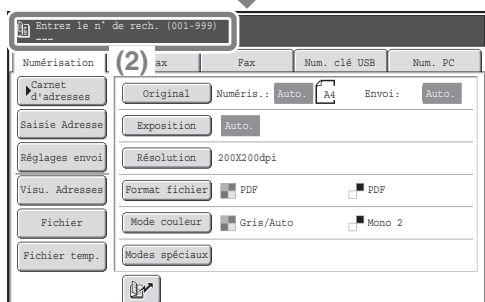 Entrez le n° de rech. (001-999)
---
Numérisation
(2)
ax
Fax
Num. clé USB
Num. PC
Carnet
d'adresses
Original
Numéris.:
Auto.
A4
Envoi:
Auto.
Saisie Adresse
Exposition
Auto.
Réglages envoi
Résolution
200X200dpi
Visu. Adresses
Format fichier
PDF
PDF
Fichier
Mode couleur
Gris/Auto
Mono 2
Fichier temp.
Modes spéciaux